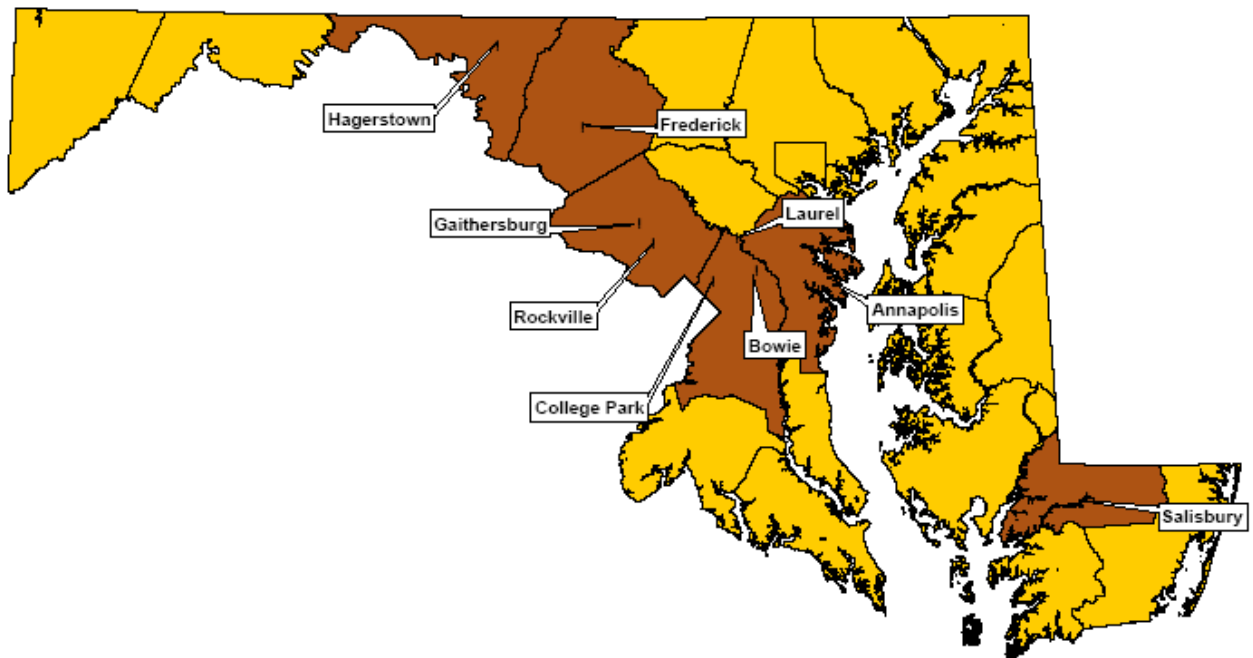 Hagerstown
Frederick
Laurel
Gaithersburg
Annapolis
Rockville
Bowie
College Park
Salisbury